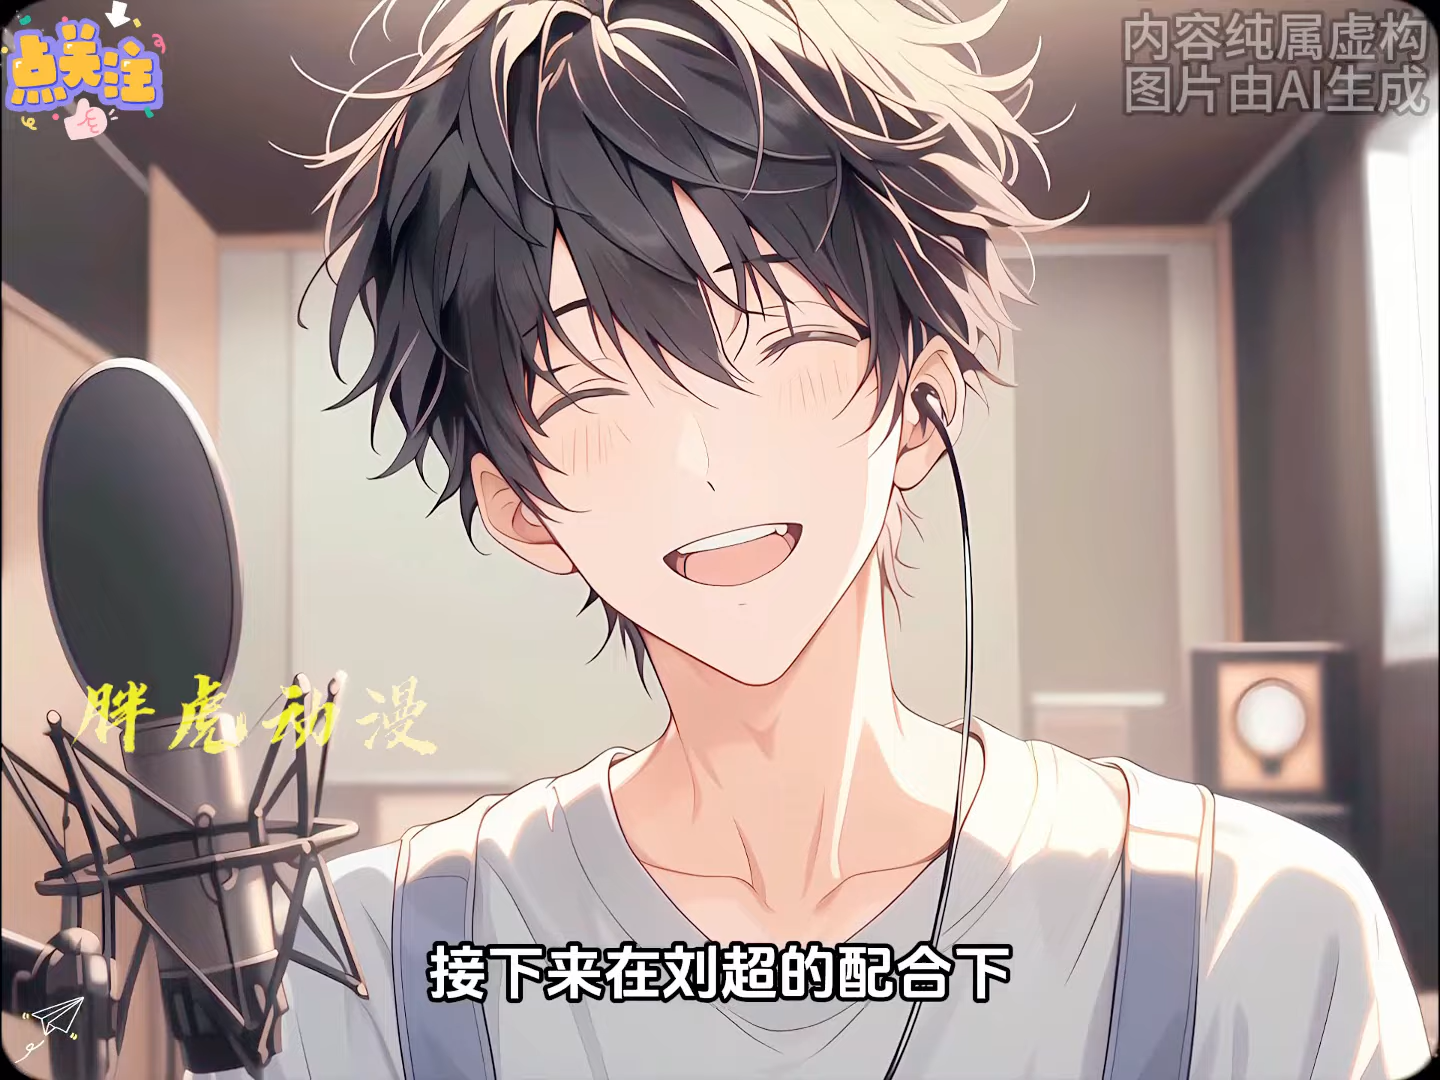 点关注
内容纯属虚构
图片由AI生成
胖虎动漫
接下来在刘超的配合下